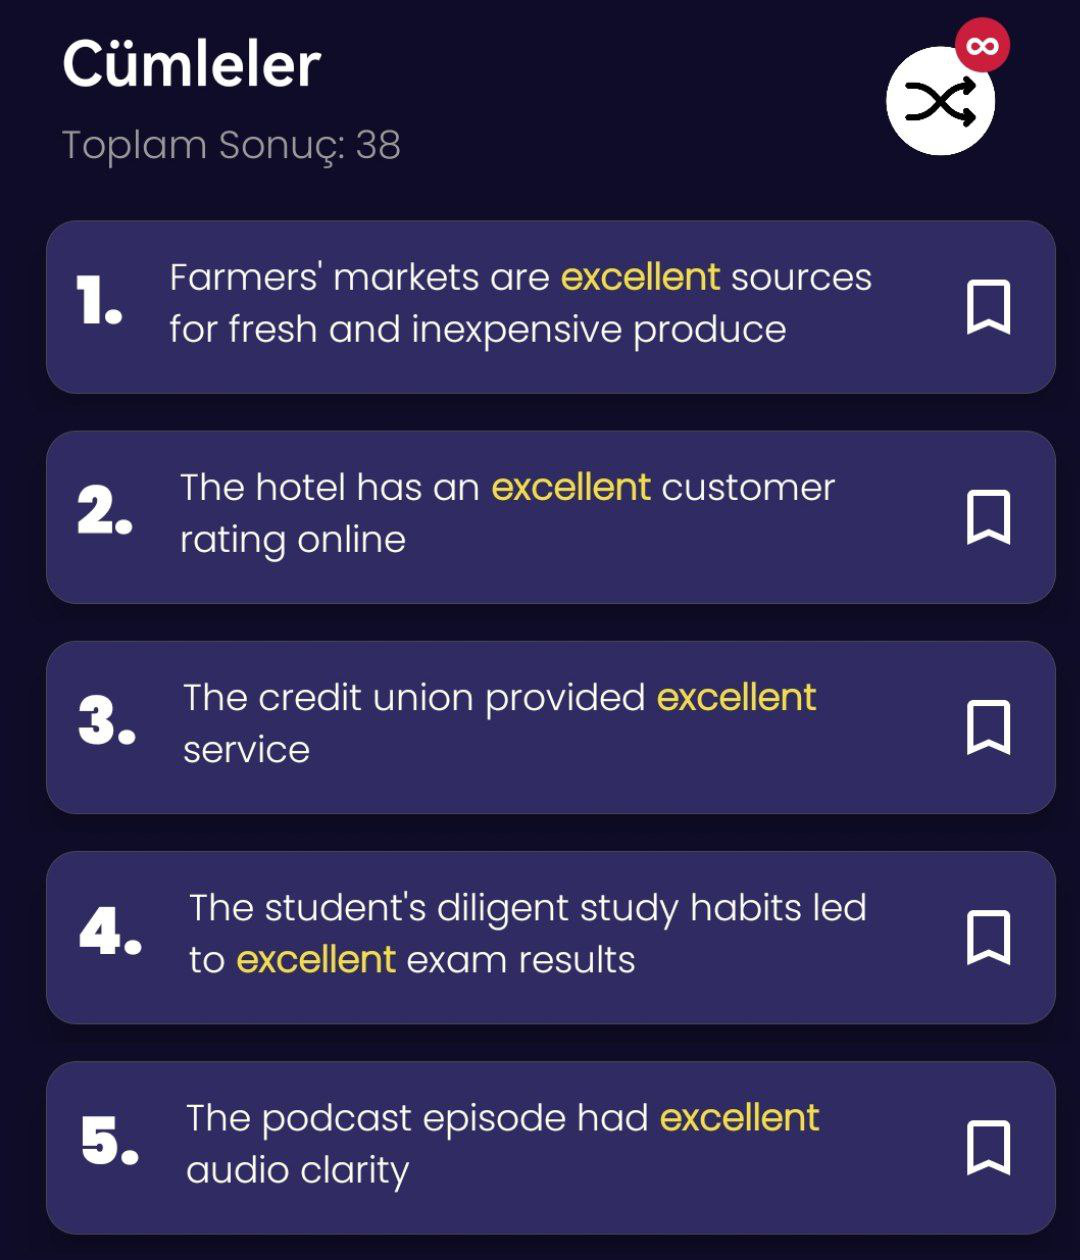 Cümleler
∞
Toplam Sonuç: 38
1.
Farmers' markets are excellent sources
for fresh and inexpensive produce
2.
The hotel has an excellent customer
rating online
3.
The credit union provided excellent
service
4.
The student's diligent study habits led
to excellent exam results
5.
The podcast episode had excellent
audio clarity